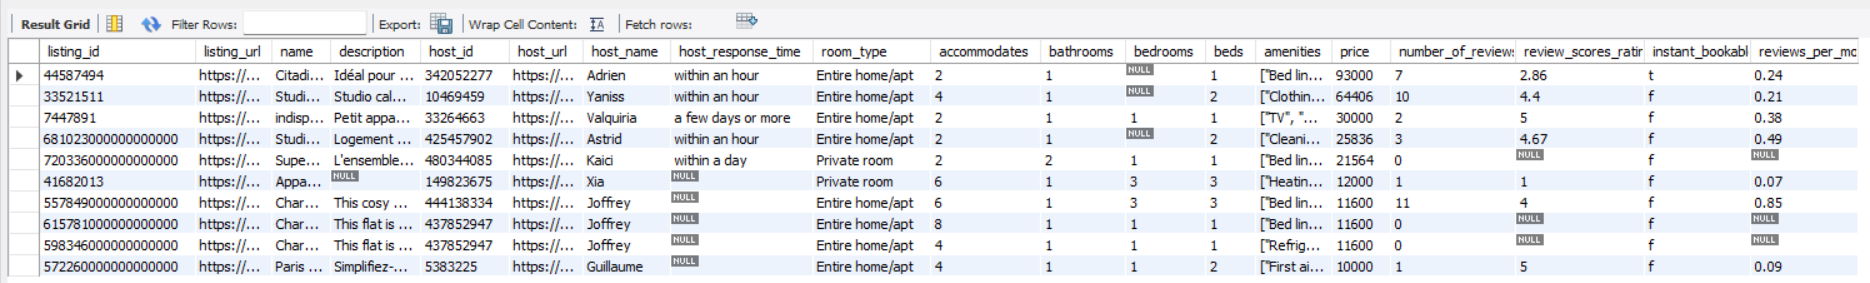 Result Grid Filter Rows: Export: Wrap Cell Content: IA Fetch rows:
listing_id listing_url name description host_id host_url host_name host_response_time room_type accommodates bathrooms bedrooms beds amenities price number_of_reviews review_scores_ratir instant_bookabl reviews_per_mo
44587494 https://... Citadi... Idéal pour ... 342052277 https://... Adrien within an hour Entire home/apt 2 1 NULL 1 ["Bed lin... 93000 7 2.86 t 0.24
33521511 https://... Studi... Studio cal... 10469459 https://... Yaniss within an hour Entire home/apt 4 1 NULL 2 ["Clothin... 64406 10 4.4 f 0.21
7447891 https://... indisp... Petit appa... 33264663 https://... Valquiria a few days or more Entire home/apt 2 1 1 1 ["TV", "... 30000 2 5 f 0.38
681023000000000000 https://... Studi... Logement ... 425457902 https://... Astrid within an hour Entire home/apt 2 1 NULL 2 ["Cleani... 25836 3 4.67 f 0.49
720336000000000000 https://... Supe... L'ensemble... 480344085 https://... Kaici within a day Private room 2 2 1 1 ["Bed lin... 21564 0 NULL f NULL
41682013 https://... Appa... NULL 149823675 https://... Xia NULL Private room 6 1 3 3 ["Heatin... 12000 1 1 f 0.07
557849000000000000 https://... Char... This cosy ... 444138334 https://... Joffrey NULL Entire home/apt 6 1 3 3 ["Bed lin... 11600 11 4 f 0.85
615781000000000000 https://... Char... This flat is ... 437852947 https://... Joffrey NULL Entire home/apt 8 1 1 1 ["Bed lin... 11600 0 NULL f NULL
598346000000000000 https://... Char... This flat is ... 437852947 https://... Joffrey NULL Entire home/apt 4 1 1 1 ["Refrig... 11600 0 NULL f NULL
572260000000000000 https://... Paris ... Simplifiez-... 5383225 https://... Guillaume NULL Entire home/apt 4 1 1 2 ["First ai... 10000 1 5 f 0.09